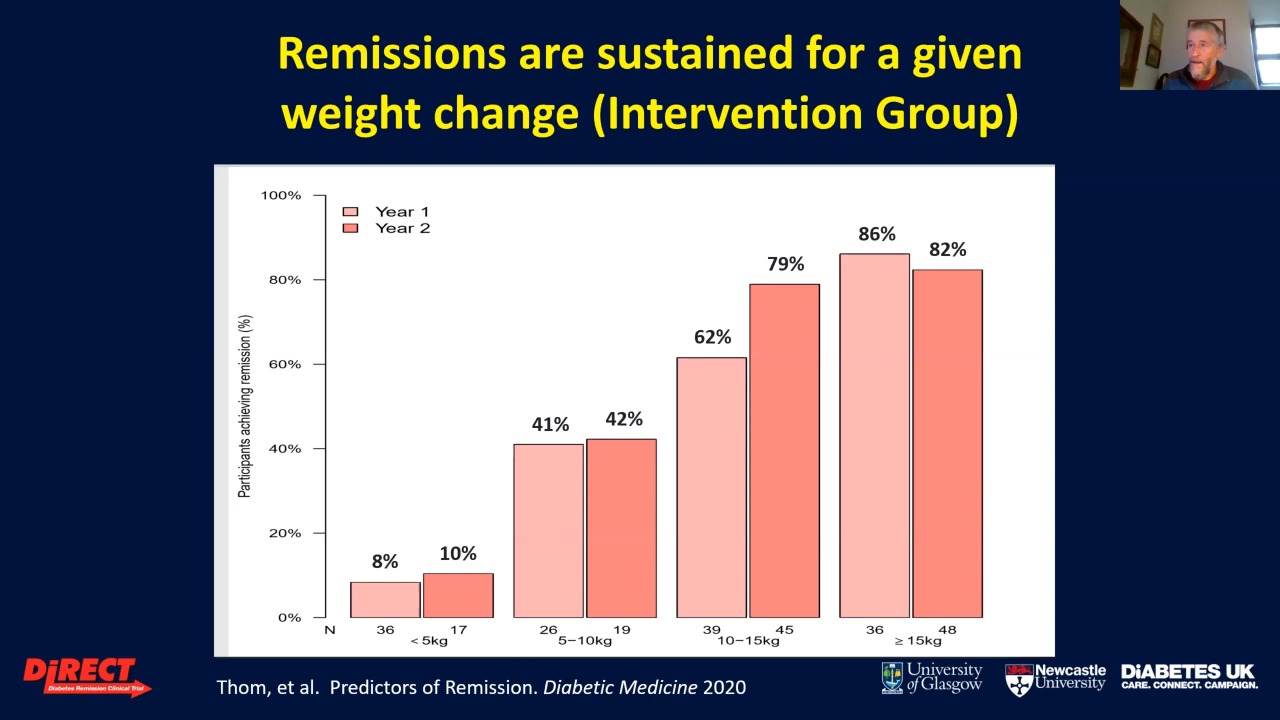 Remissions are sustained for a given
weight change (Intervention Group)
100%
80%
60%
40%
20%
0%
Participants achieving remission (%)
Year 1
Year 2
8%
10%
41%
42%
62%
79%
86%
82%
N 36 17 26 19 39 45 36 48
<5kg 5−10kg 10−15kg ≥ 15kg
DiRECT
Diabetes Remission Clinical Trial
Thom, et al. Predictors of Remission. Diabetic Medicine 2020
University
of Glasgow
Newcastle
University
DiABETES UK
CARE. CONNECT. CAMPAIGN.